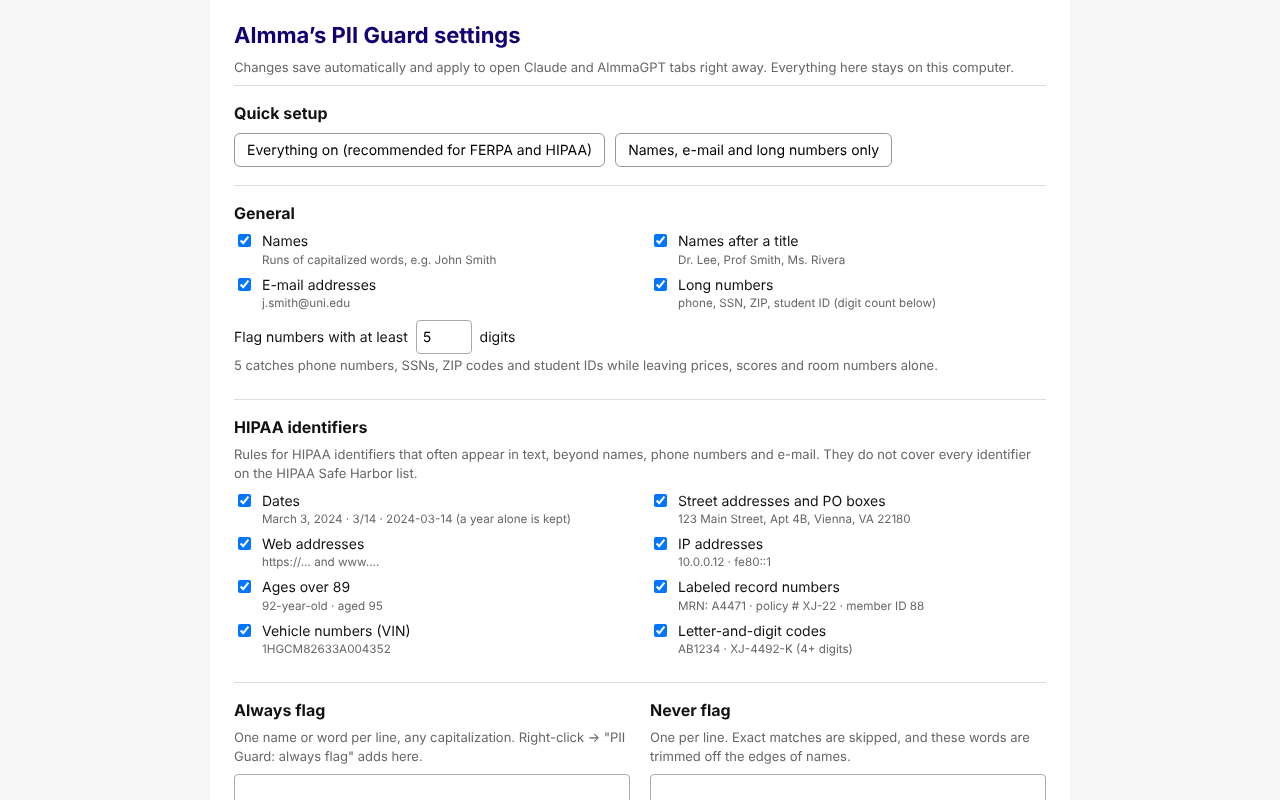 AImma’s PII Guard settings
Changes save automatically and apply to open Claude and AImmaGPT tabs right away. Everything here stays on this computer.
Quick setup
Everything on (recommended for FERPA and HIPAA)
Names, e-mail and long numbers only
General
Names
Runs of capitalized words, e.g. John Smith
Names after a title
Dr. Lee, Prof Smith, Ms. Rivera
E-mail addresses
j.smith@uni.edu
Long numbers
phone, SSN, ZIP, student ID (digit count below)
Flag numbers with at least 5 digits
5 catches phone numbers, SSNs, ZIP codes and student IDs while leaving prices, scores and room numbers alone.
HIPAA identifiers
Rules for HIPAA identifiers that often appear in text, beyond names, phone numbers and e-mail. They do not cover every identifier
on the HIPAA Safe Harbor list.
Dates
March 3, 2024 · 3/14 · 2024-03-14 (a year alone is kept)
Street addresses and PO boxes
123 Main Street, Apt 4B, Vienna, VA 22180
Web addresses
https://… and www.…
IP addresses
10.0.0.12 · fe80::1
Ages over 89
92-year-old · aged 95
Labeled record numbers
MRN: A4471 · policy # XJ-22 · member ID 88
Vehicle numbers (VIN)
1HGCM82633A004352
Letter-and-digit codes
AB1234 · XJ-4492-K (4+ digits)
Always flag
One name or word per line, any capitalization. Right-click → "PII
Guard: always flag" adds here.
Never flag
One per line. Exact matches are skipped, and these words are
trimmed off the edges of names.